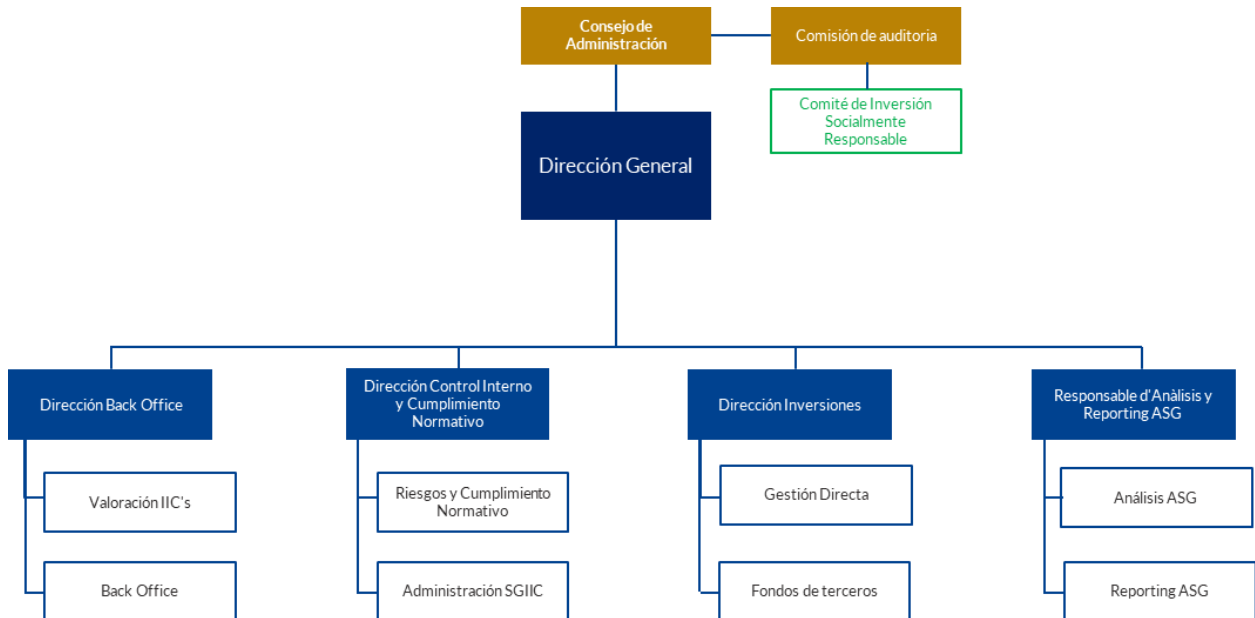 Consejo de
Administración
Comisión de auditoria
Comité de Inversión
Socialmente
Responsable
Dirección General
Dirección Back Office
Dirección Control Interno
y Cumplimiento
Normativo
Dirección Inversiones
Responsable d'Anàlisis y
Reporting ASG
Valoración IIC's
Riesgos y Cumplimiento
Normativo
Gestión Directa
Análisis ASG
Back Office
Administración SGIIC
Fondos de terceros
Reporting ASG